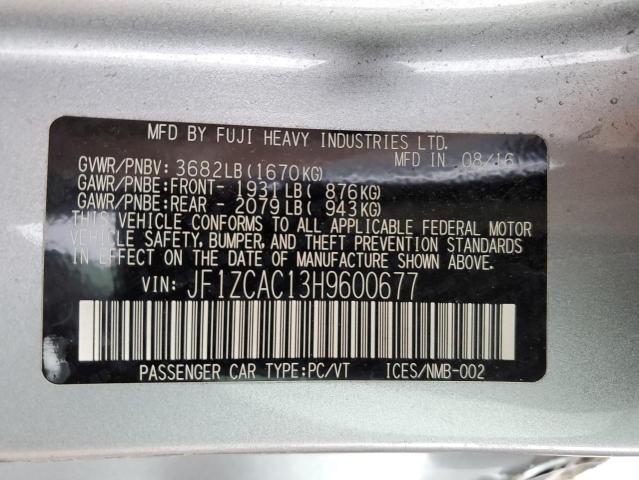 MFD BY FUJI HEAVY INDUSTRIES LTD.
MFD IN 08/16
GVWR/PNBV: 3682LB(1670KG)
GAWR/PNBE:FRONT- 1931LB( 876KG)
GAWR/PNBE:REAR - 2079LB( 943KG)
THIS VEHICLE CONFORMS TO ALL APPLICABLE FEDERAL MOTOR
VEHICLE SAFETY, BUMPER, AND THEFT PREVENTION STANDARDS
IN EFFECT ON THE DATE OF MANUFACTURE SHOWN ABOVE.
VIN: JF1ZCAC13H9600677
PASSENGER CAR TYPE:PC/VT ICES/NMB-002